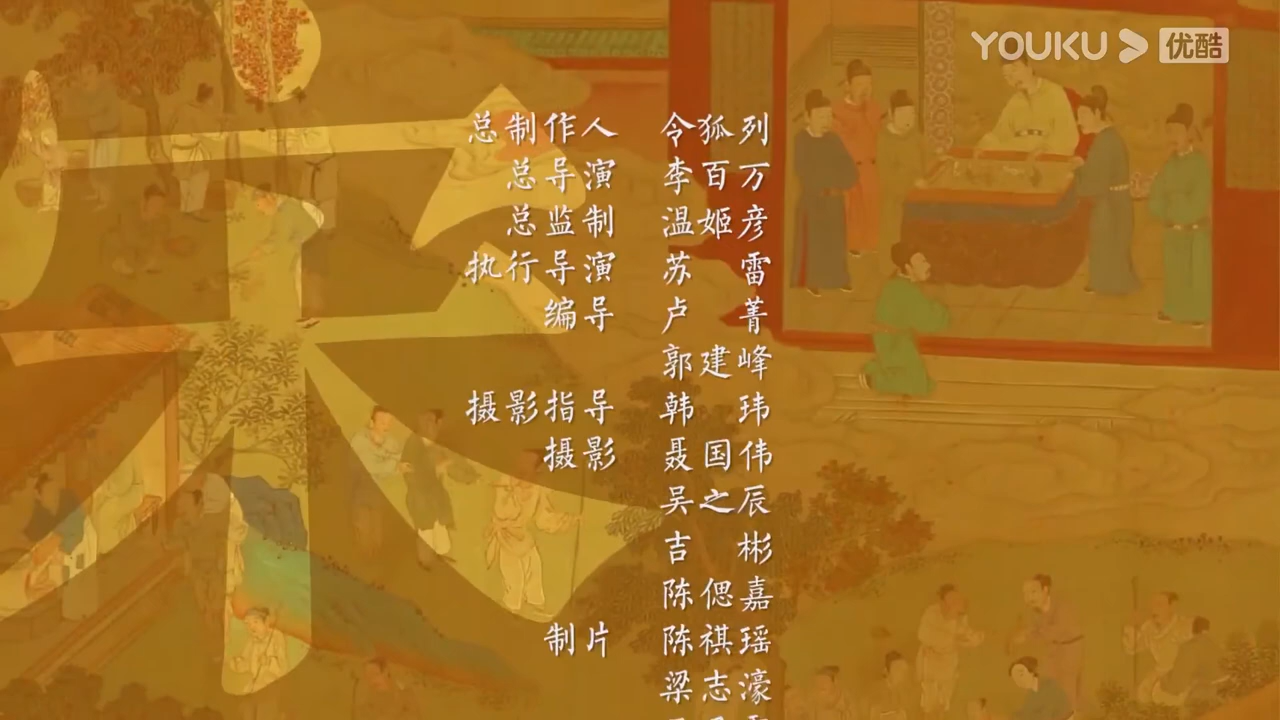 YOUKU 优酷
总制作人 令狐列
总导演 李百万
总监制 温姬彦
执行导演 苏雷
编导 卢菁
郭建峰
摄影指导 韩玮
摄影 聂国伟
吴之辰
吉彬
陈偲嘉
制片 陈祺瑶
梁志濠
宋